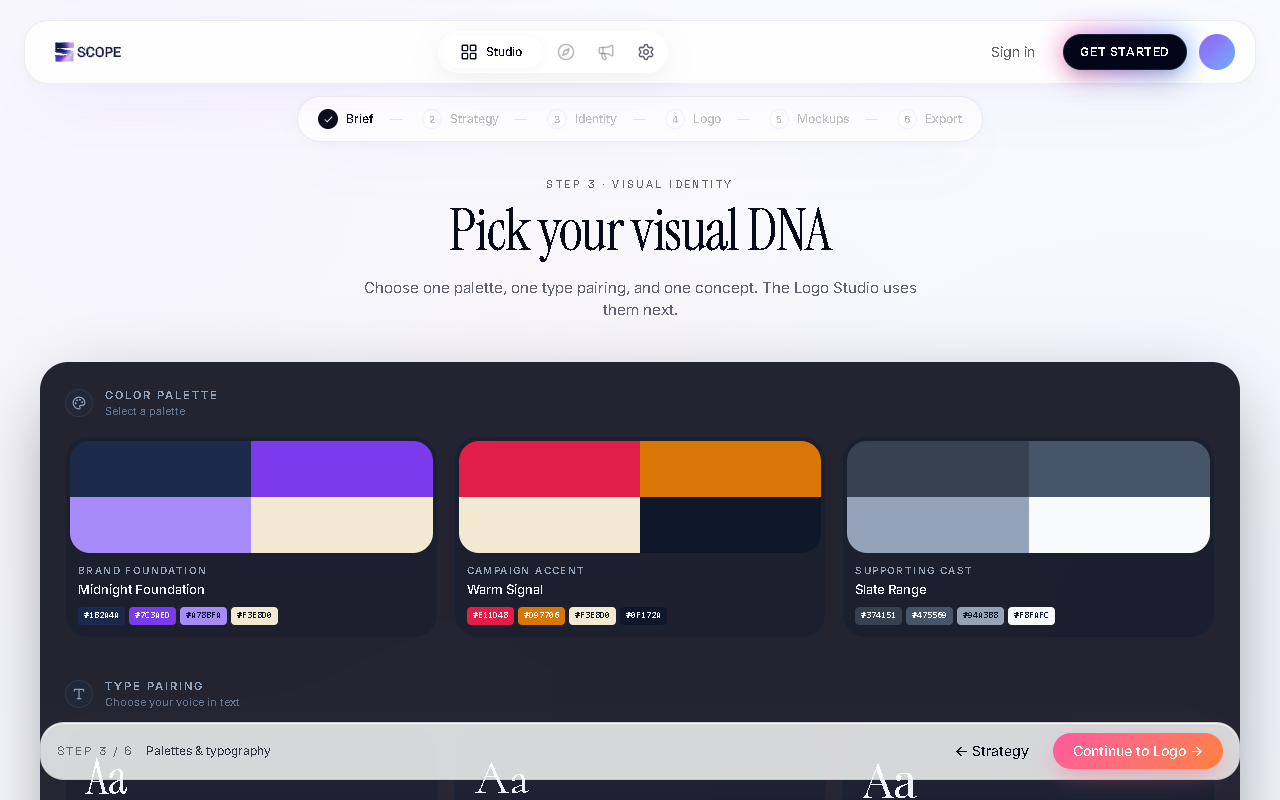 SCOPE
Studio
Sign in
GET STARTED
Brief — 2 Strategy — 3 Identity — 4 Logo — 5 Mockups — 6 Export
STEP 3 · VISUAL IDENTITY
Pick your visual DNA
Choose one palette, one type pairing, and one concept. The Logo Studio uses
them next.
COLOR PALETTE
Select a palette
BRAND FOUNDATION
Midnight Foundation
#1B2A4A #7C3AED #A78BFA #F3E8D0
CAMPAIGN ACCENT
Warm Signal
#E11D48 #D97706 #F3E8D0 #0F172A
SUPPORTING CAST
Slate Range
#374151 #475569 #94A3B8 #F8FAFC
TYPE PAIRING
Choose your voice in text
STEP 3 / 6 Palettes & typography
← Strategy
Continue to Logo →
Aa
Aa
Aa